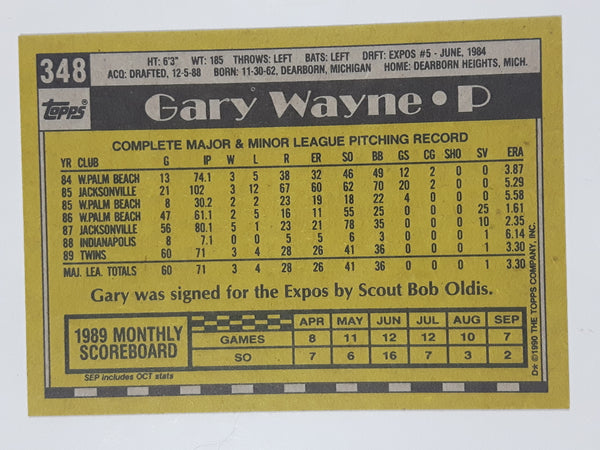 348
HT: 6'3" WT: 185 THROWS: LEFT BATS: LEFT DRFT: EXPOS #5 - JUNE, 1984
ACQ: DRAFTED, 12-5-88 BORN: 11-30-62, DEARBORN, MICHIGAN HOME: DEARBORN HEIGHTS, MICH.
Topps®
Gary Wayne • P
COMPLETE MAJOR & MINOR LEAGUE PITCHING RECORD
YR CLUB G IP W L R ER SO BB GS CG SHO SV ERA
84 W.PALM BEACH 13 74.1 3 5 38 32 46 49 12 2 0 0 3.87
85 JACKSONVILLE 21 102 3 12 67 60 62 70 20 2 0 0 5.29
85 W.PALM BEACH 8 30.2 2 2 23 19 18 22 4 0 0 0 5.58
86 W.PALM BEACH 47 61.1 2 5 16 11 55 25 0 0 0 25 1.61
87 JACKSONVILLE 56 80.1 5 1 23 21 78 35 0 0 0 10 2.35
88 INDIANAPOLIS 8 7.1 0 0 5 5 6 3 0 0 0 1 6.14
89 TWINS 60 71 3 4 28 26 41 36 0 0 0 1 3.30
MAJ. LEA. TOTALS 60 71 3 4 28 26 41 36 0 0 0 1 3.30
Gary was signed for the Expos by Scout Bob Oldis.
1989 MONTHLY
SCOREBOARD
APR MAY JUN JUL AUG SEP
GAMES 8 11 12 12 10 7
SO 7 6 16 7 3 2
SEP includes OCT stats
D* ©1990 THE TOPPS COMPANY, INC.